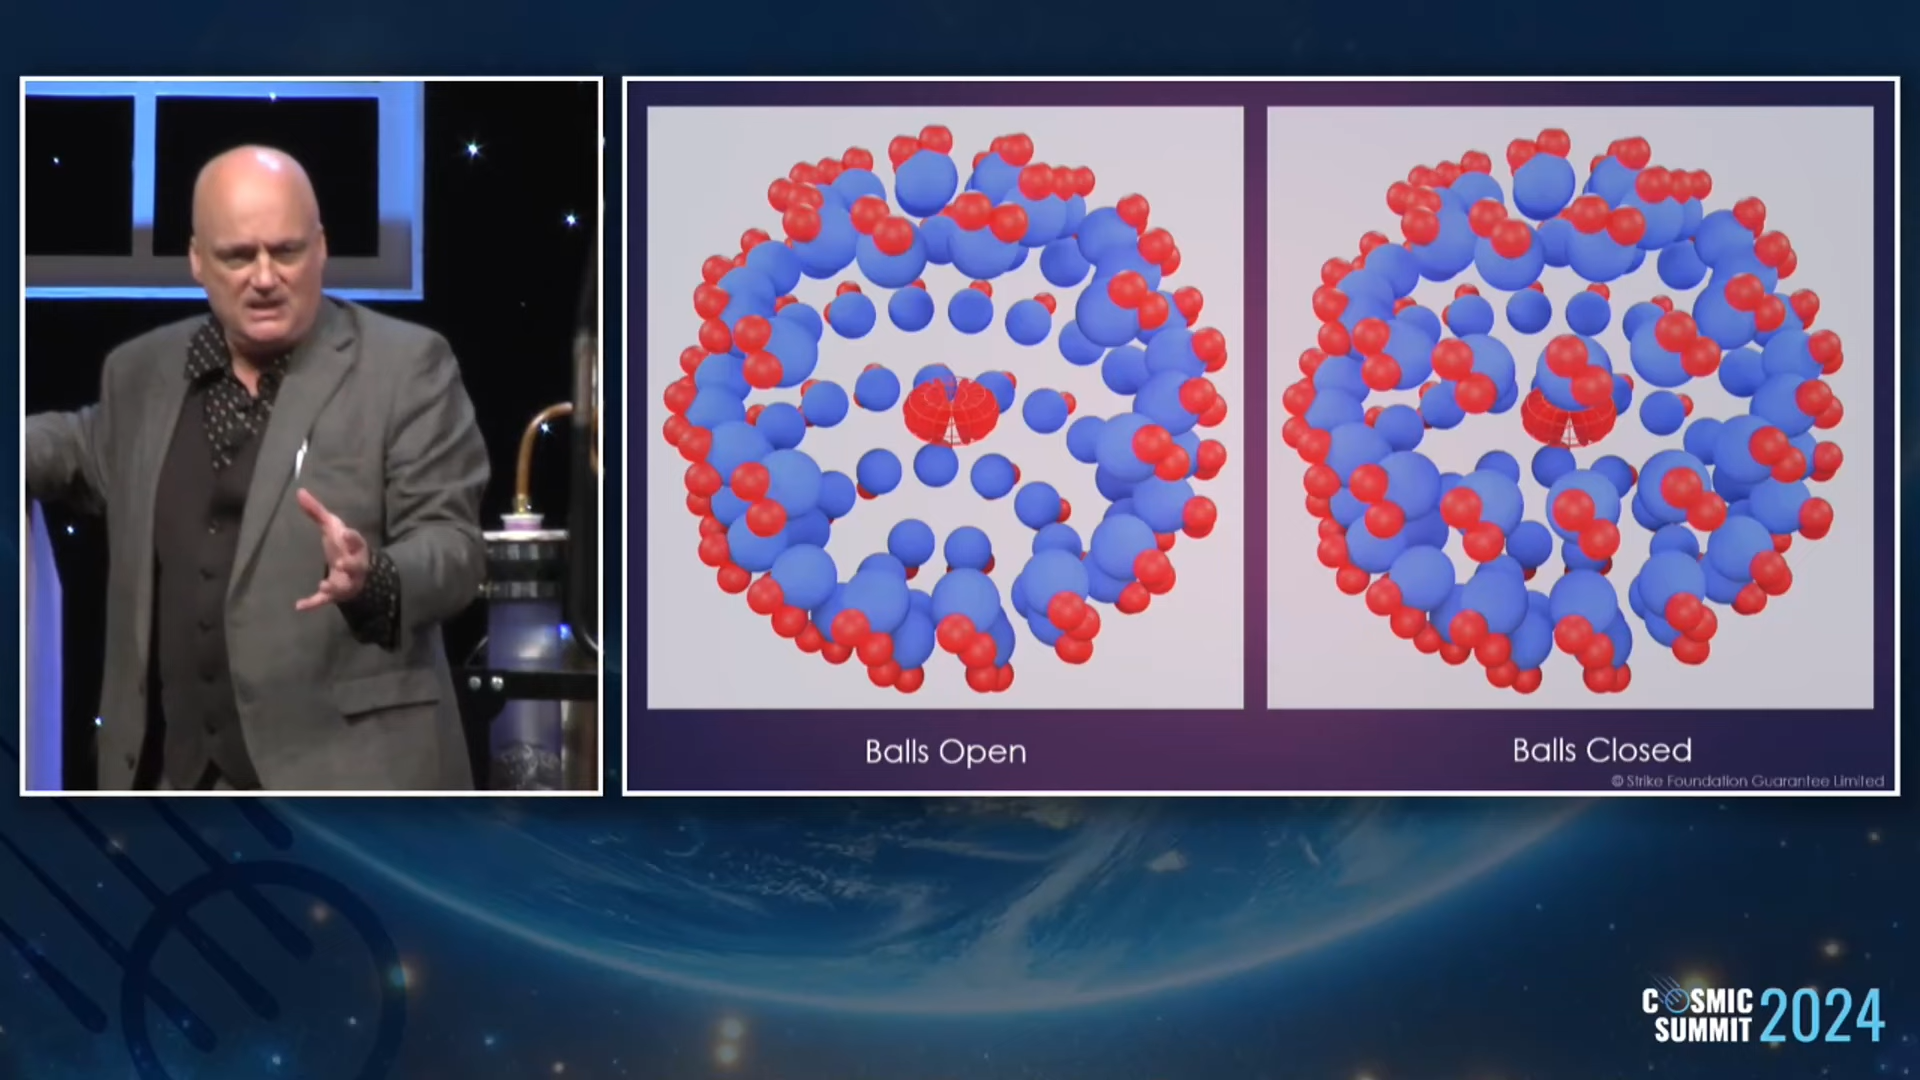 Balls Open
Balls Closed
© Strike Foundation Guarantee Limited
COSMIC
SUMMIT 2024